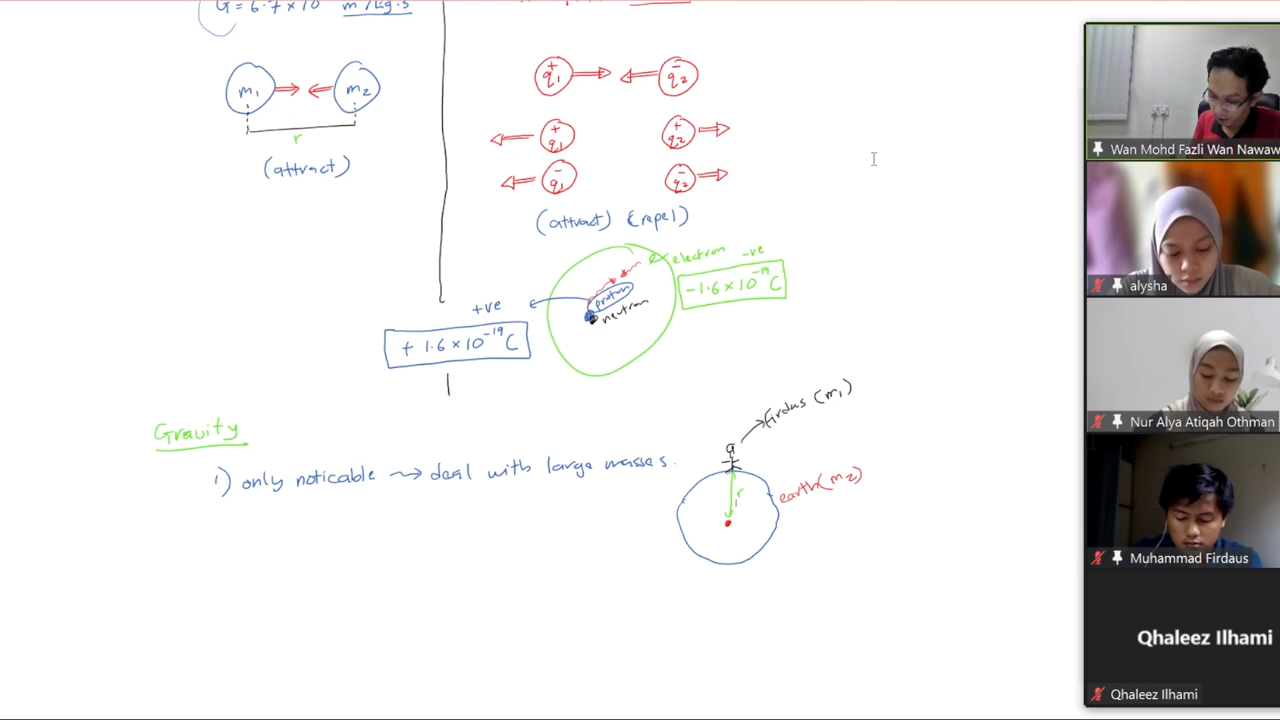 G = 6.7 × 10 m/kg.s
m1 m2
r
(attract)
+ q1 - q2
+ q1 + q2
- q1 - q2
(attract) (repel)
electron -ve
-1.6 × 10⁻¹⁹ C
proton
neutron
+ve
+ 1.6 × 10⁻¹⁹ C
Gravity
1) only noticable → deal with large masses.
Firdaus (m1)
r
earth (m2)
Wan Mohd Fazli Wan Nawaw
alysha
Nur Alya Atiqah Othman
Muhammad Firdaus
Qhaleez Ilhami
Qhaleez Ilhami